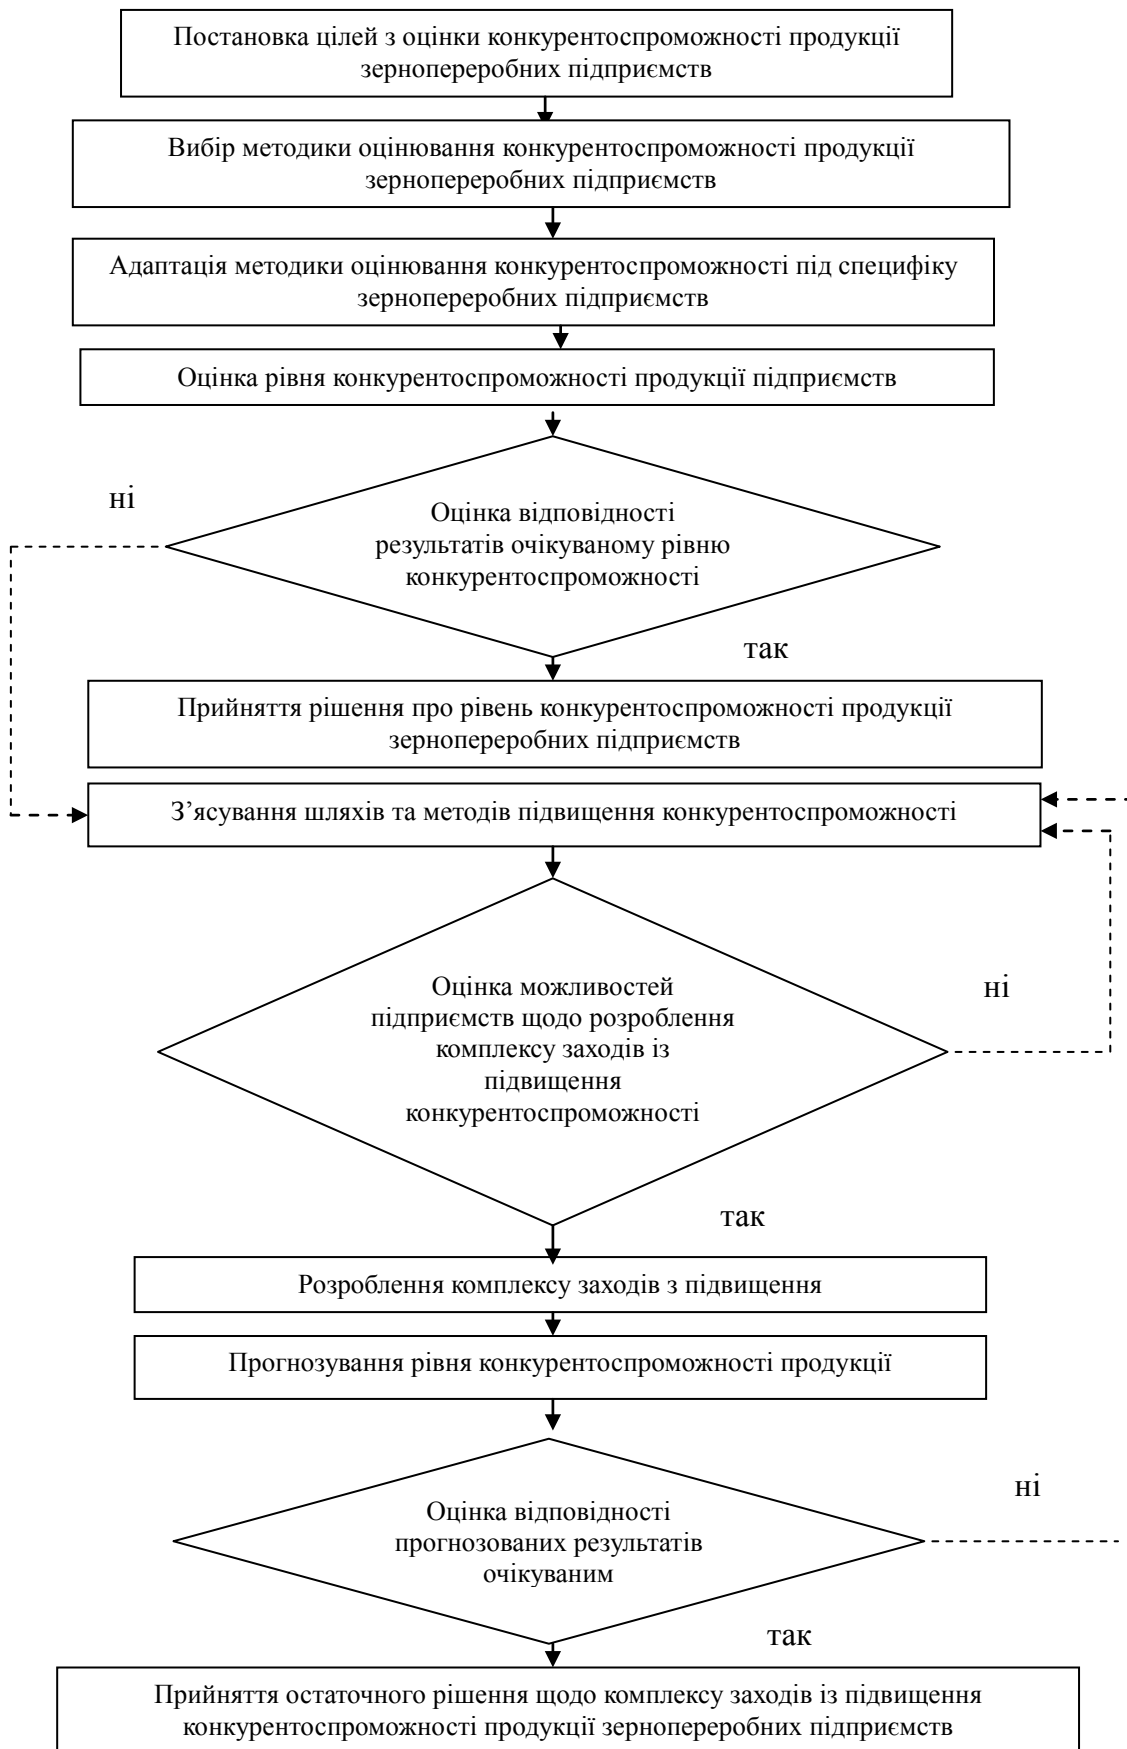 Постановка цілей з оцінки конкурентоспроможності продукції
зернопереробних підприємств
Вибір методики оцінювання конкурентоспроможності продукції
зернопереробних підприємств
Адаптація методики оцінювання конкурентоспроможності під специфіку
зернопереробних підприємств
Оцінка рівня конкурентоспроможності продукції підприємств
ні
Оцінка відповідності
результатів очікуваному рівню
конкурентоспроможності
так
Прийняття рішення про рівень конкурентоспроможності продукції
зернопереробних підприємств
З’ясування шляхів та методів підвищення конкурентоспроможності
Оцінка можливостей
підприємств щодо розроблення
комплексу заходів із
підвищення
конкурентоспроможності
ні
так
Розроблення комплексу заходів з підвищення
Прогнозування рівня конкурентоспроможності продукції
ні
Оцінка відповідності
прогнозованих результатів
очікуваним
так
Прийняття остаточного рішення щодо комплексу заходів із підвищення
конкурентоспроможності продукції зернопереробних підприємств